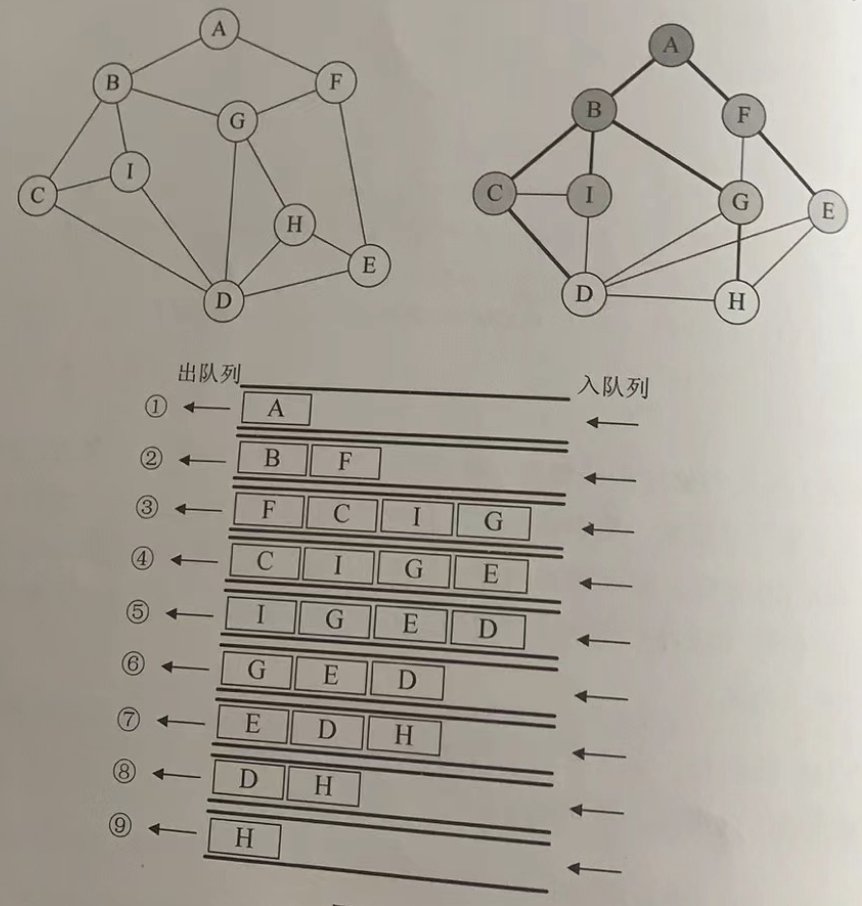 A
B
F
G
I
C
H
E
D
A
B
F
C
I
G
E
D
H
出队列
入队列
① A
② B F
③ F C I G
④ C I G E
⑤ I G E D
⑥ G E D
⑦ E D H
⑧ D H
⑨ H